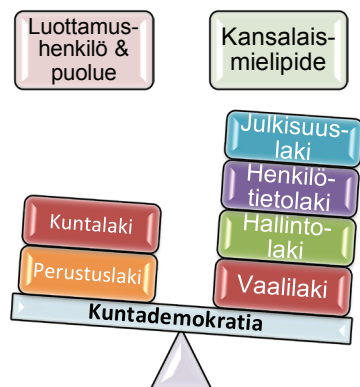 Luottamus-
henkilö &
puolue
Kansalais-
mielipide
Julkisuus-
laki
Henkilö-
tietolaki
Hallinto-
laki
Vaalilaki
Kuntalaki
Perustuslaki
Kuntademokratia